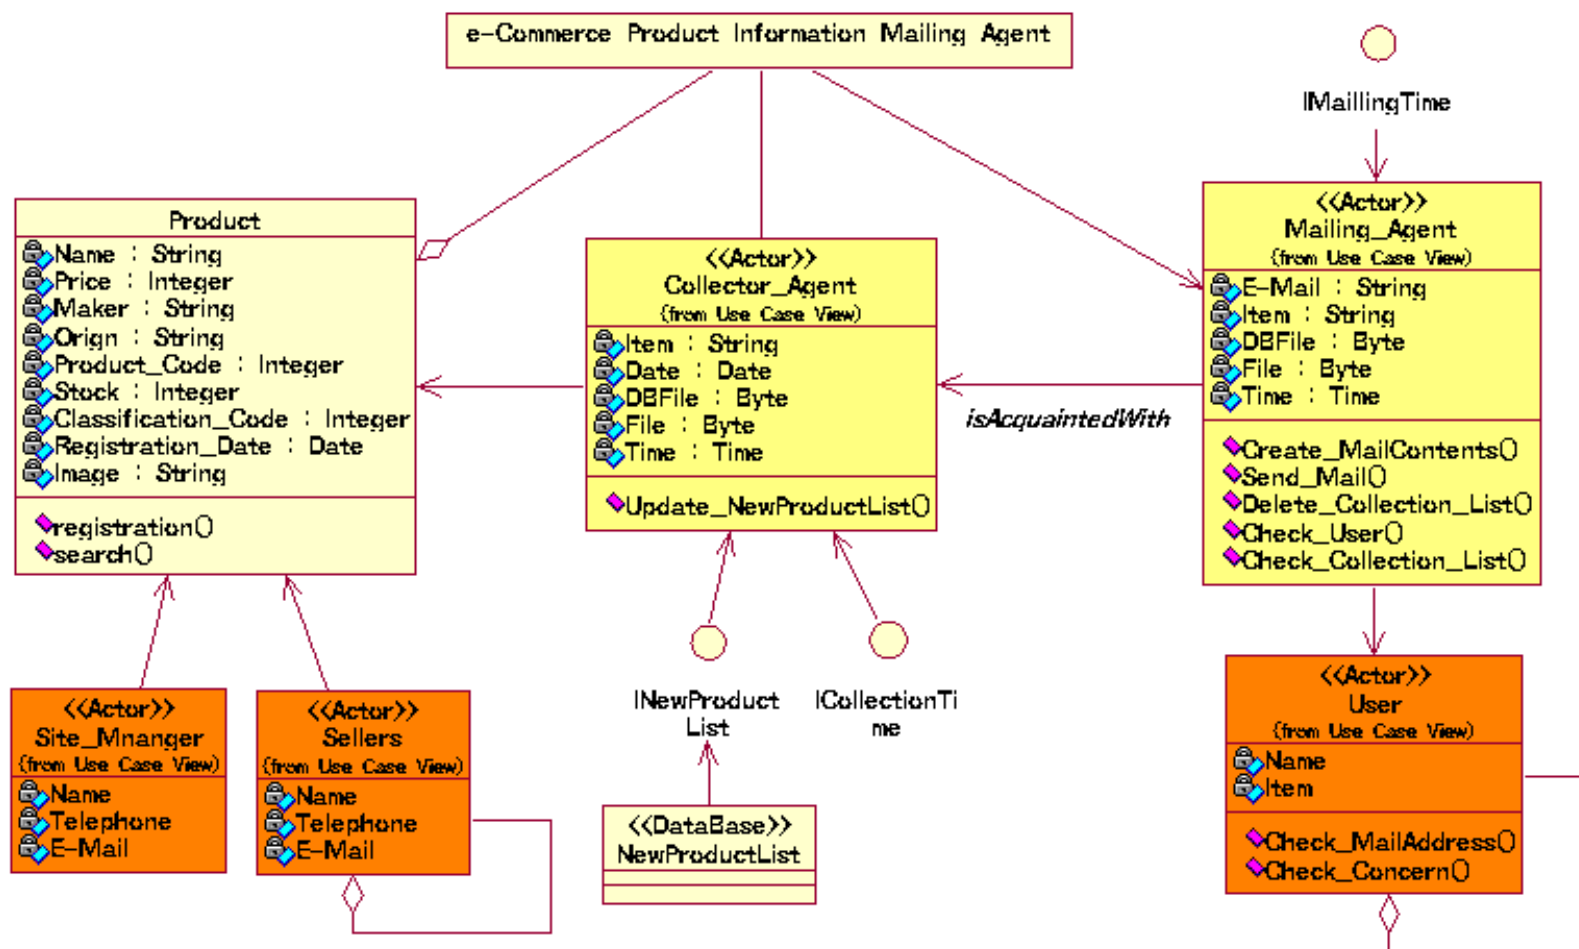 e-Commerce Product Information Mailing Agent
IMaillingTime
Product
Name : String
Price : Integer
Maker : String
Orign : String
Product_Code : Integer
Stock : Integer
Classification_Code : Integer
Registration_Date : Date
Image : String
registration()
search()
<<Actor>>
Collector_Agent
(from Use Case View)
Item : String
Date : Date
DBFile : Byte
File : Byte
Time : Time
Update_NewProductList()
isAcquaintedWith
<<Actor>>
Mailing_Agent
(from Use Case View)
E-Mail : String
Item : String
DBFile : Byte
File : Byte
Time : Time
Create_MailContents()
Send_Mail()
Delete_Collection_List()
Check_User()
Check_Collection_List()
<<Actor>>
Site_Mnanger
(from Use Case View)
Name
Telephone
E-Mail
<<Actor>>
Sellers
(from Use Case View)
Name
Telephone
E-Mail
INewProduct
List
ICollectionTi
me
<<DataBase>>
NewProductList
<<Actor>>
User
(from Use Case View)
Name
Item
Check_MailAddress()
Check_Concern()